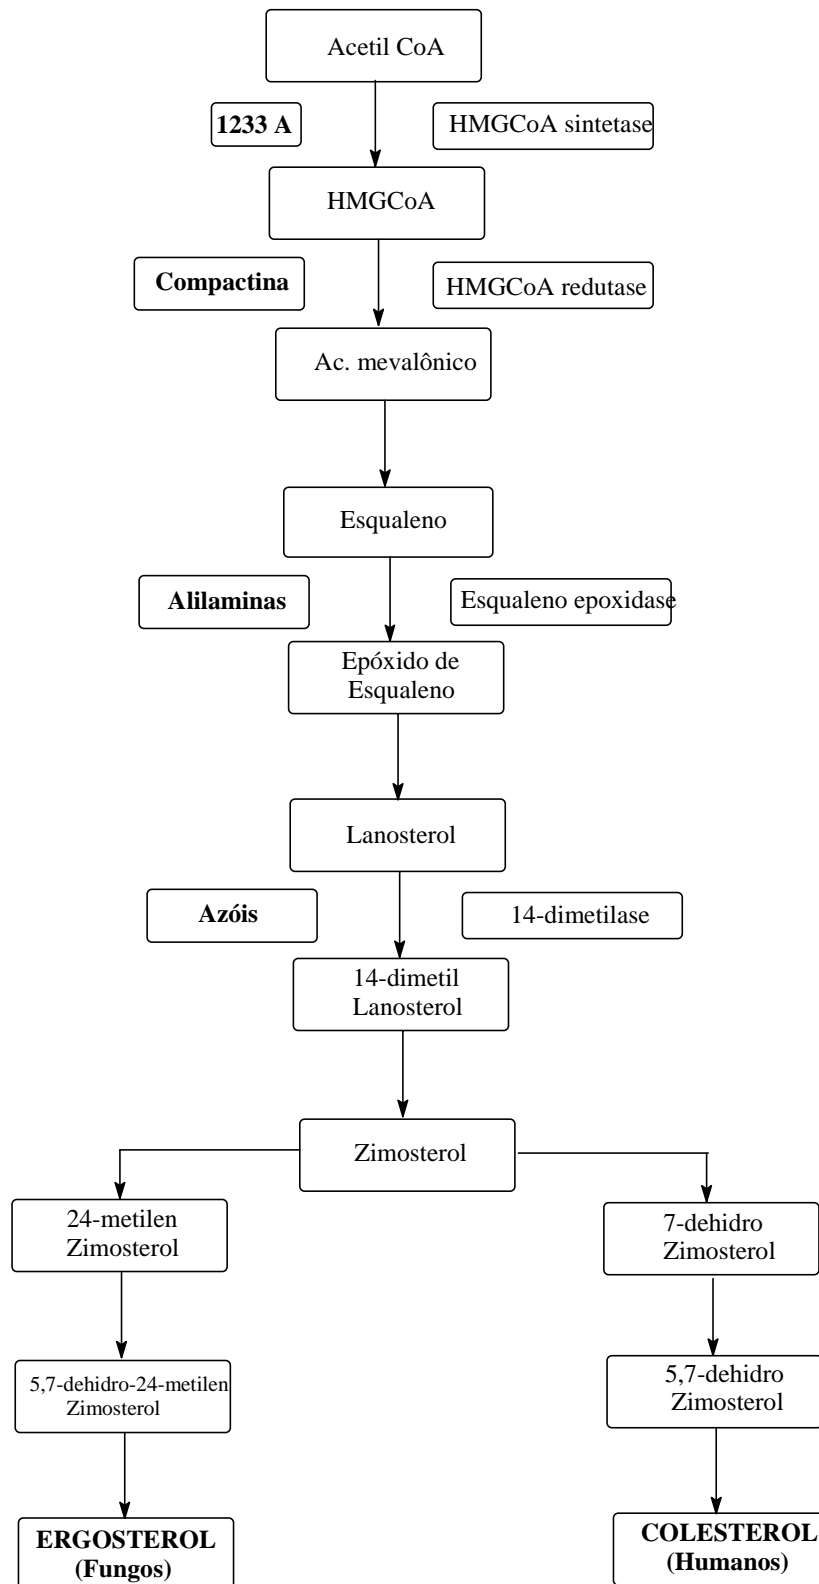 Acetil CoA
1233 A
HMGCoA sintetase
HMGCoA
Compactina
HMGCoA redutase
Ac. mevalônico
Esqualeno
Alilaminas
Esqualeno epoxidase
Epóxido de
Esqualeno
Lanosterol
Azóis
14-dimetilase
14-dimetil
Lanosterol
Zimosterol
24-metilen
Zimosterol
7-dehidro
Zimosterol
5,7-dehidro-24-metilen
Zimosterol
5,7-dehidro
Zimosterol
ERGOSTEROL
(Fungos)
COLESTEROL
(Humanos)